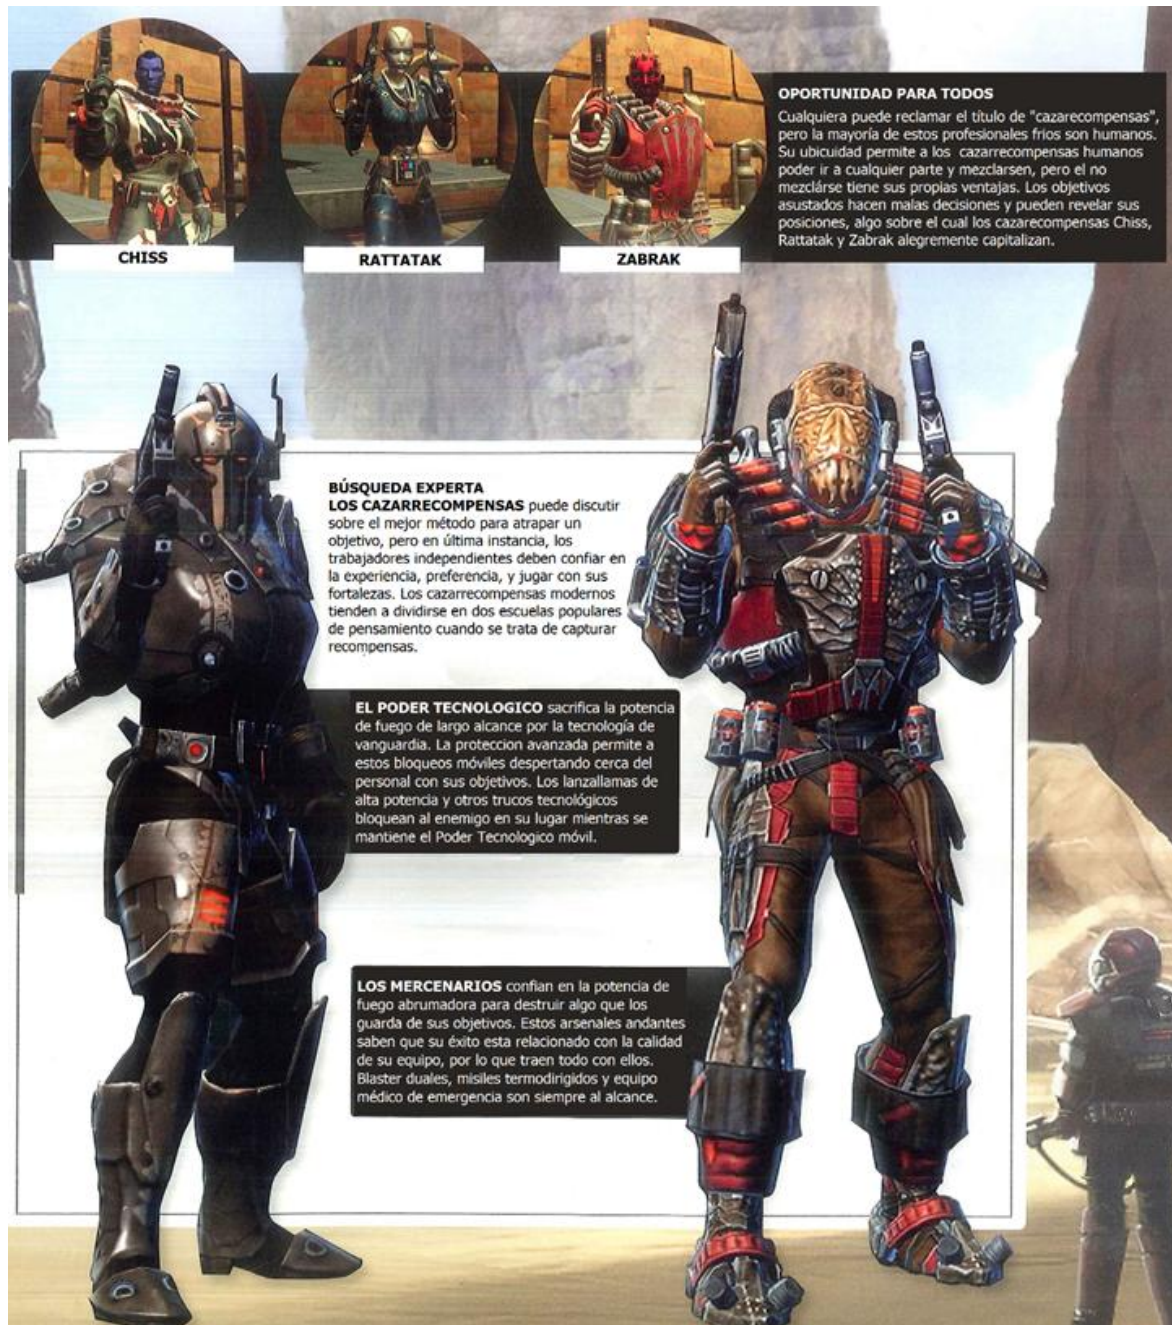 OPORTUNIDAD PARA TODOS
Cualquiera puede reclamar el título de "cazarecompensas",
pero la mayoría de estos profesionales frios son humanos.
Su ubicuidad permite a los cazarrecompensas humanos
poder ir a cualquier parte y mezclarsen, pero el no
mezclárse tiene sus propias ventajas. Los objetivos
asustados hacen malas decisiones y pueden revelar sus
posiciones, algo sobre el cual los cazarecompensas Chiss,
Rattatak y Zabrak alegremente capitalizan.
CHISS
RATTATAK
ZABRAK
BÚSQUEDA EXPERTA
LOS CAZARRECOMPENSAS puede discutir
sobre el mejor método para atrapar un
objetivo, pero en última instancia, los
trabajadores independientes deben confiar en
la experiencia, preferencia, y jugar con sus
fortalezas. Los cazarrecompensas modernos
tienden a dividirse en dos escuelas populares
de pensamiento cuando se trata de capturar
recompensas.
EL PODER TECNOLOGICO sacrifica la potencia
de fuego de largo alcance por la tecnología de
vanguardia. La proteccion avanzada permite a
estos bloqueos móviles despertando cerca del
personal con sus objetivos. Los lanzallamas de
alta potencia y otros trucos tecnológicos
bloquean al enemigo en su lugar mientras se
mantiene el Poder Tecnologico móvil.
LOS MERCENARIOS confian en la potencia de
fuego abrumadora para destruir algo que los
guarda de sus objetivos. Estos arsenales andantes
saben que su éxito esta relacionado con la calidad
de su equipo, por lo que traen todo con ellos.
Blaster duales, misiles termodirigidos y equipo
médico de emergencia son siempre al alcance.